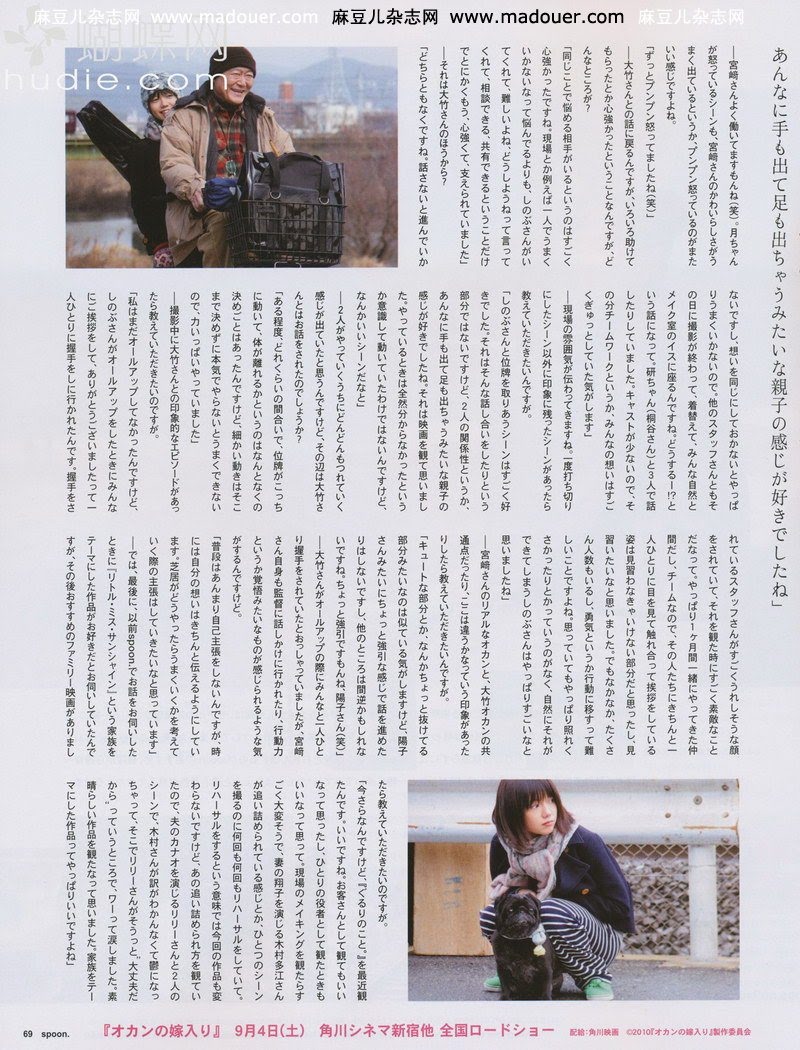 麻豆儿杂志网 www.madouer.com
麻豆儿杂志网 www.madouer.com
麻豆儿杂志网 www.madouer.com
蝴蝶网
hudie.com
あんなに手も出て足も出ちゃうみたいな親子の感じが好きでしたね」
―宮﨑さんよく働いてますもんね(笑)。月ちゃん
が怒っているシーンも、宮﨑さんのかわいらしさがう
まく出ているというか、プンプン怒っているのがまた
いい感じですよね。
「ずっとプンプン怒ってましたね(笑)」
―大竹さんとの話に戻るんですが、いろいろ助けて
もらったとか心強かったということなんですが、ど
んなところが?
「同じことで悩める相手がいるというのはすごく
心強かったですね。現場とか例えば一人でうまく
いかないなって悩んでるよりも、しのぶさんがい
てくれて、難しいよね、どうしようねって言って
くれて、相談できる、共有できるということだけ
でとにかくもう、心強くて、支えられていました」
―それは大竹さんのほうから?
「どちらともなくですね。話さないと進んでいか
ないですし、想いを同じにしておかないとやっぱ
りうまくいかないので。他のスタッフさんともそ
の日に撮影が終わって、着替えて、みんな自然と
メイク室のイスに座るんですね。どうする―!?と
いう話になって。研ちゃん(桐谷さん)と3人で話
したりしていました。キャストが少ないので、そ
の分チームワークというか、みんなの想いはすご
くぎゅっとしていた気がします」
―現場の雰囲気が伝わってきますね。一度打ち切り
にしたシーン以外に印象に残ったシーンがあったら
教えていただきたいんですが。
「しのぶさんと位牌を取りあうシーンはすごく好
きでした。それはそんな話し合いをしたりという
部分ではないですけど、2人の関係性というか、
あんなに手も出て足も出ちゃうみたいな親子の
感じが好きでしたね。それは映画を観て思いまし
た。やっているときは全然分からなかったという
か意識して動いていたわけではないんですけど、
なんかいいシーンだなと」
―2人がやっていくうちにどんどんもつれていく
感じが出ていたと思うんですけど、その辺は大竹さ
んとはお話をされたのでしょうか?
「ある程度、どれくらいの間合いで、位牌がこっち
に動いて、体が離れるかというのはなんとなくの
決めごとはあったんですけど、細かい動きはそこ
まで決めずに本気でやらないとうまくできない
ので、力いっぱいやっていました」
―撮影中に大竹さんとの印象的なエピソードがあっ
たら教えていただきたいのですが。
「私はまだオールアップしてなかったんですけど、
しのぶさんがオールアップをしたときにみんな
にご挨拶をして、ありがとうございましたって一
人ひとりに握手をしに行かれたんです。握手をさ
れているスタッフさんがすごくうれしそうな顔
をされていて、それを観た時にすごく素敵なこと
だなって、やっぱり1ヶ月間一緒にやってきた仲
間だし、チームなので、その人たちにきちんと一
人ひとりに目を見て触れ合って挨拶をしている
姿は見習わなきゃいけない部分だと思ったし、見
習いたいなと思いました。でもなかなか、たくさ
ん人数もいるし、勇気というか行動に移すって難
しいことですよね。思っていてもやっぱり照れく
さかったりとかっていうのがなく、自然にそれが
できてしまうしのぶさんはやっぱりすごいなと
思いましたね」
―宮﨑さんのリアルなオカンと、大竹オカンの共
通点だったり、ここは違うかなっていう印象があった
りしたら教えていただきたいんですが。
「キュートな部分とか、なんかちょっと抜けてる
部分みたいなのは似ている気がしますけど、陽子
さんみたいにちょっと強引な感じで話を進めた
りはしないですし、他のところは間逆かもしれな
いですね。ちょっと強引ですもんね、陽子さん(笑)」
―大竹さんがオールアップの際にみんなと一人ひと
り握手をされていたとおっしゃっていましたが、宮﨑
さん自身も監督に話しかけに行かれたり、行動力
というか覚悟みたいなものが感じられるような気
がするんですけど。
「普段はあんまり自己主張をしないんですが、時
には自分の想いはきちんと伝えるようにしてい
ます。芝居がどうやったらうまくいくかを考えて
いく際の主張はしていきたいなと思っています」
―では、最後に、以前spoon.でお話をお伺いした
ときに『リトル・ミス・サンシャイン』という家族を
テーマにした作品がお好きだとお伺いしていたんで
すが、その後おすすめのファミリー映画がありまし
たら教えていただきたいのですが。
「今さらなんですけど、『ぐるりのこと。』を最近観
たんです。いいですね。お客さんとして観てもいい
なって思ったし、ひとりの役者として観たときも
いいなって思って。現場のメイキングを観たらす
ごく大変そうで、妻の翔子を演じる木村多江さん
が追い詰められている感じとか、ひとつのシーン
を撮るのに何回も何回もリハーサルをしていて。
リハーサルをするという意味では今回の作品も変
わらないですけど、あの追い詰められ方を観てい
たので、夫のカナオを演じるリリーさんと2人の
シーンで、木村さんが訳がわかんなくて鬱になっ
ちゃって、そこでリリーさんがそうっと“大丈夫だ
から”っていうところで、ワーって涙しました。素
晴らしい作品を観たなって思いました。家族をテー
マにした作品ってやっぱりいいですよね」
69 spoon.
『オカンの嫁入り』 9月4日(土) 角川シネマ新宿他 全国ロードショー
配給:角川映画 ©2010『オカンの嫁入り』製作委員会